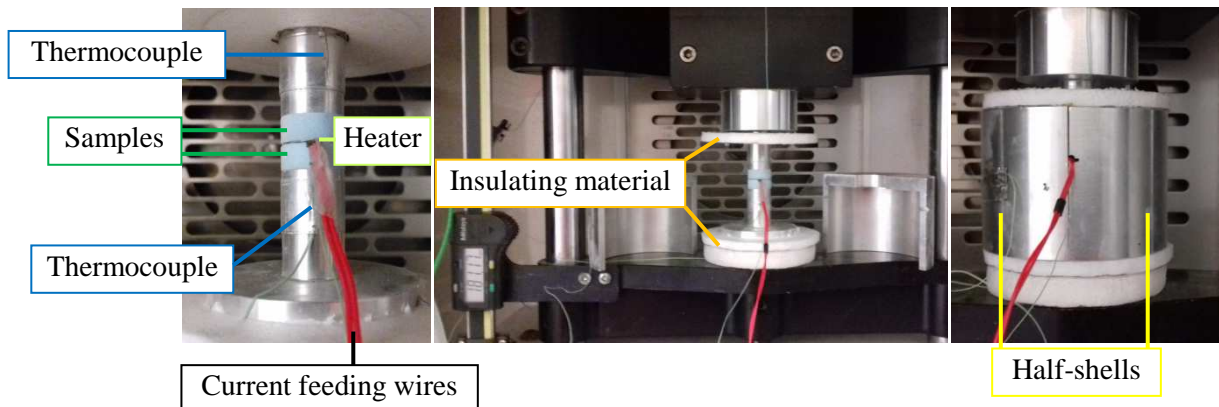 Thermocouple
Samples
Heater
Thermocouple
Current feeding wires
Insulating material
Half-shells